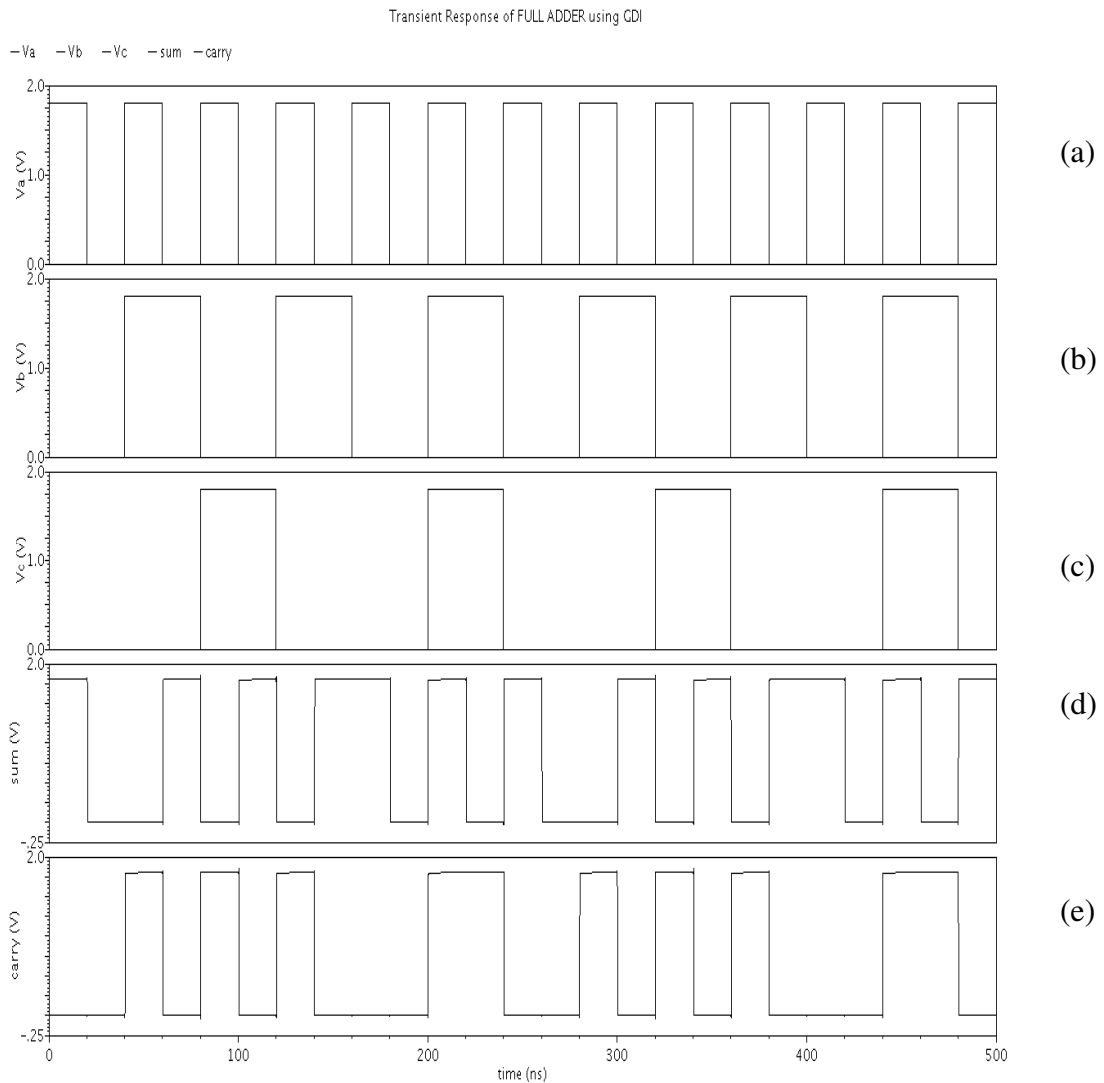 Transient Response of FULL ADDER using GDI
— Va — Vb — Vc — sum — carry
2.0
1.0
0.0
Va (V)
(a)
2.0
1.0
0.0
Vb (V)
(b)
2.0
1.0
0.0
Vc (V)
(c)
2.0
-.25
sum (V)
(d)
2.0
-.25
carry (V)
(e)
0 100 200 300 400 500
time (ns)